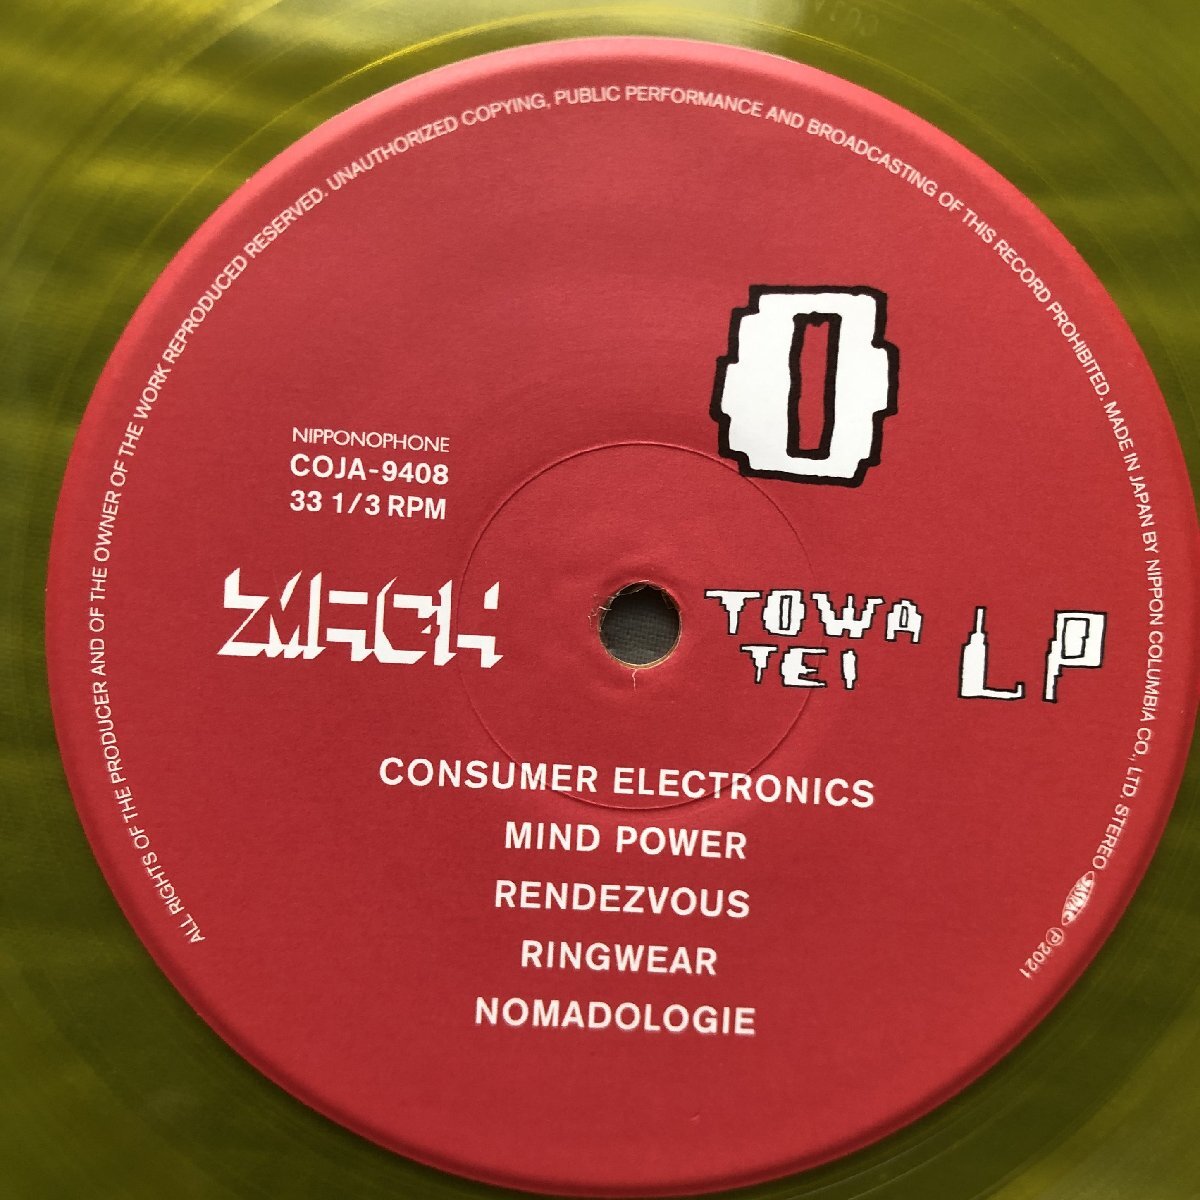 ALL RIGHTS OF THE PRODUCER AND OF THE OWNER OF THE WORK REPRODUCED RESERVED. UNAUTHORIZED COPYING, PUBLIC PERFORMANCE AND BROADCASTING OF THIS RECORD PROHIBITED. MADE IN JAPAN BY NIPPON COLUMBIA CO., LTD. STEREO
℗2021
0
NIPPONOPHONE
COJA-9408
33 1/3 RPM
MACH
TOWA TEI LP
CONSUMER ELECTRONICS
MIND POWER
RENDEZVOUS
RINGWEAR
NOMADOLOGIE